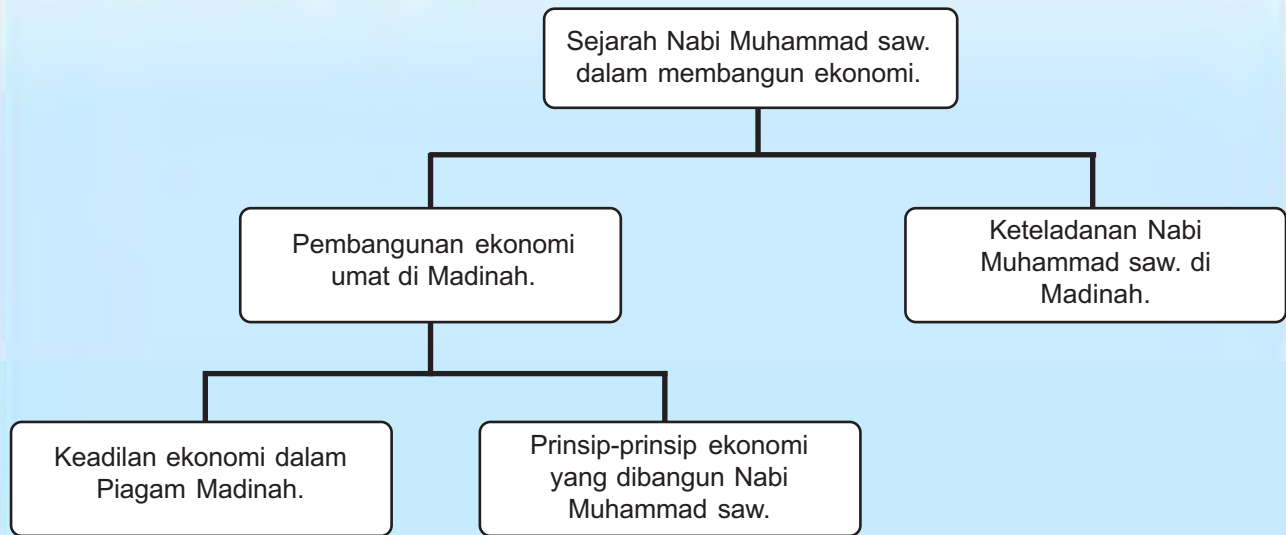 Sejarah Nabi Muhammad saw.
dalam membangun ekonomi.
Pembangunan ekonomi
umat di Madinah.
Keteladanan Nabi
Muhammad saw. di
Madinah.
Keadilan ekonomi dalam
Piagam Madinah.
Prinsip-prinsip ekonomi
yang dibangun Nabi
Muhammad saw.